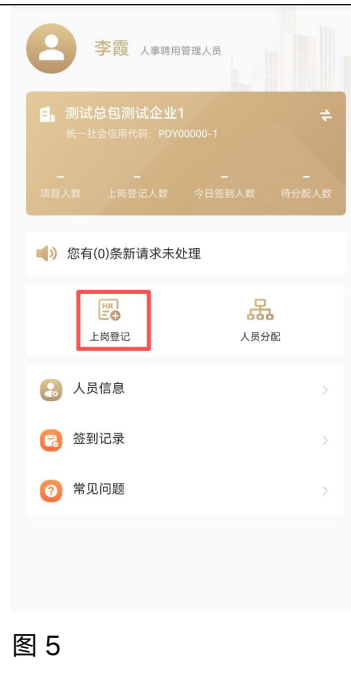 李霞 人事聘用管理人员
测试总包测试企业1
统一社会信用代码: PDY00000-1
– – – –
项目人数 上岗登记人数 今日签到人数 待分配人数
您有(0)条新请求未处理
HR
上岗登记 人员分配
人员信息
签到记录
常见问题
图 5